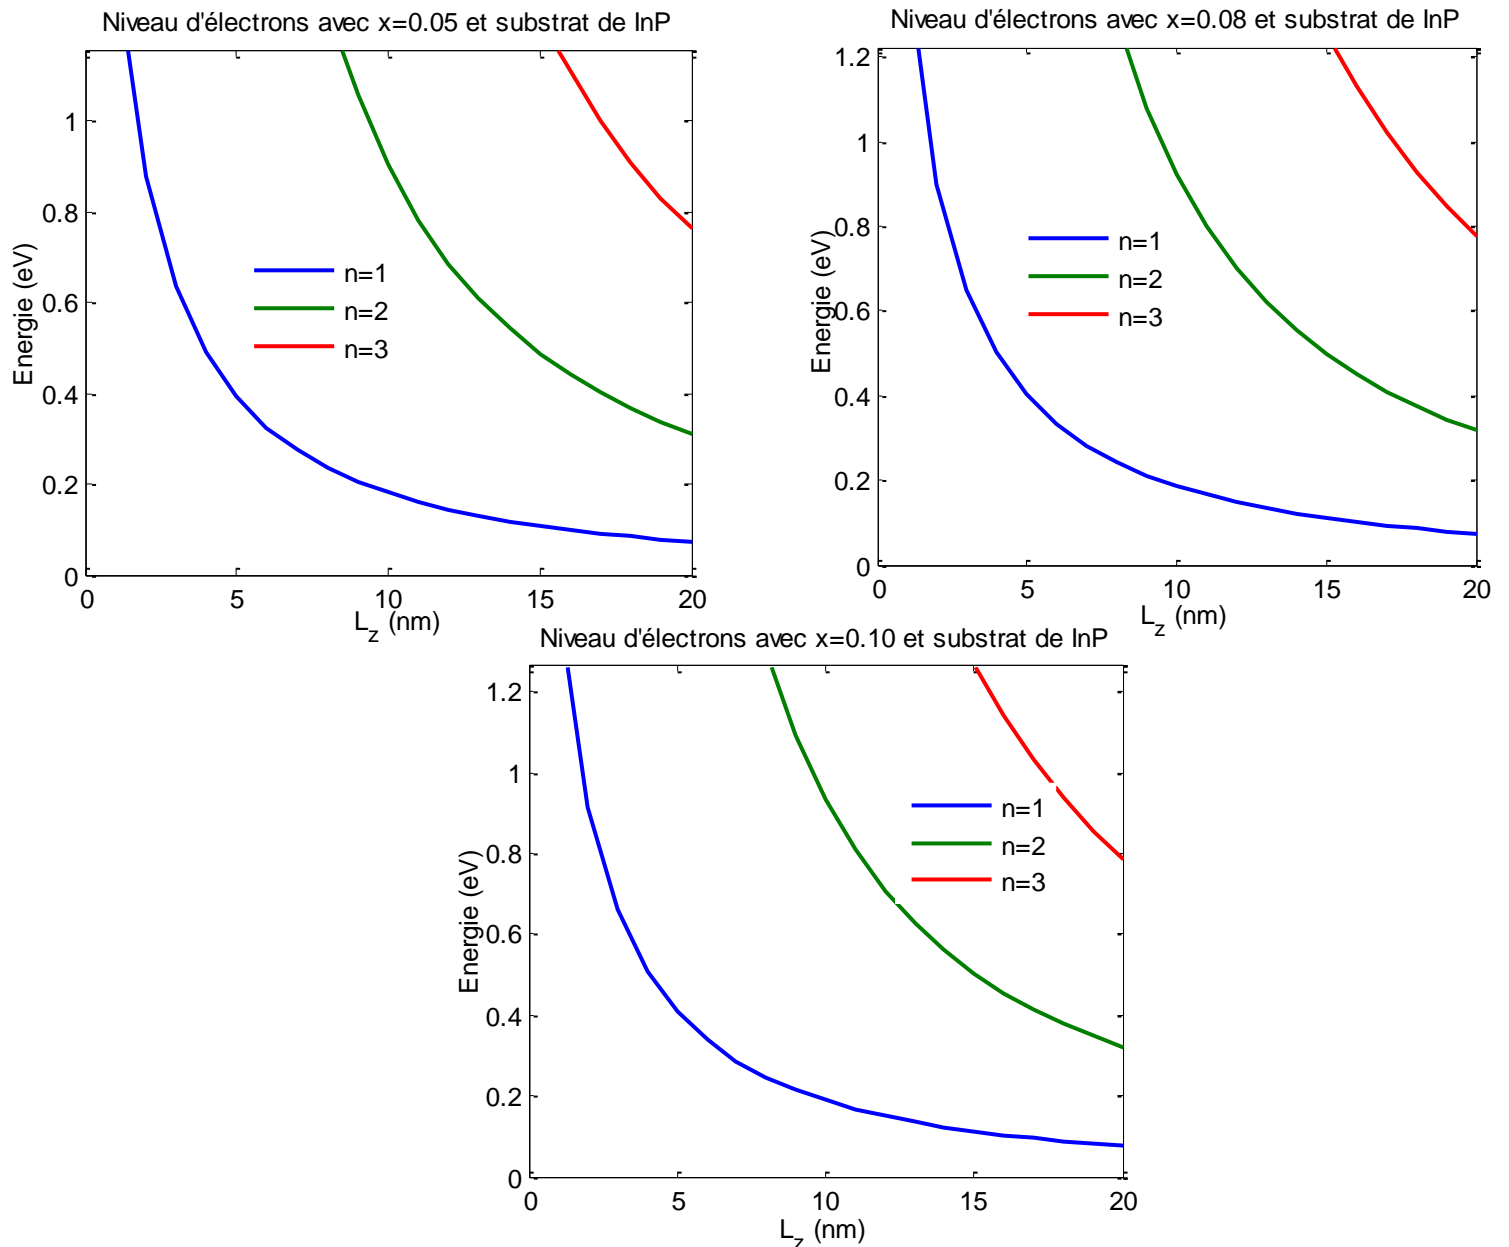 Niveau d'électrons avec x=0.05 et substrat de InP
1
0.8
0.6
0.4
0.2
0
0 5 10 15 20
Energie (eV)
L_z (nm)
n=1
n=2
n=3
Niveau d'électrons avec x=0.08 et substrat de InP
1.2
1
0.8
0.6
0.4
0.2
0
0 5 10 15 20
Energie (eV)
L_z (nm)
n=1
n=2
n=3
Niveau d'électrons avec x=0.10 et substrat de InP
1.2
1
0.8
0.6
0.4
0.2
0
0 5 10 15 20
Energie (eV)
L_z (nm)
n=1
n=2
n=3